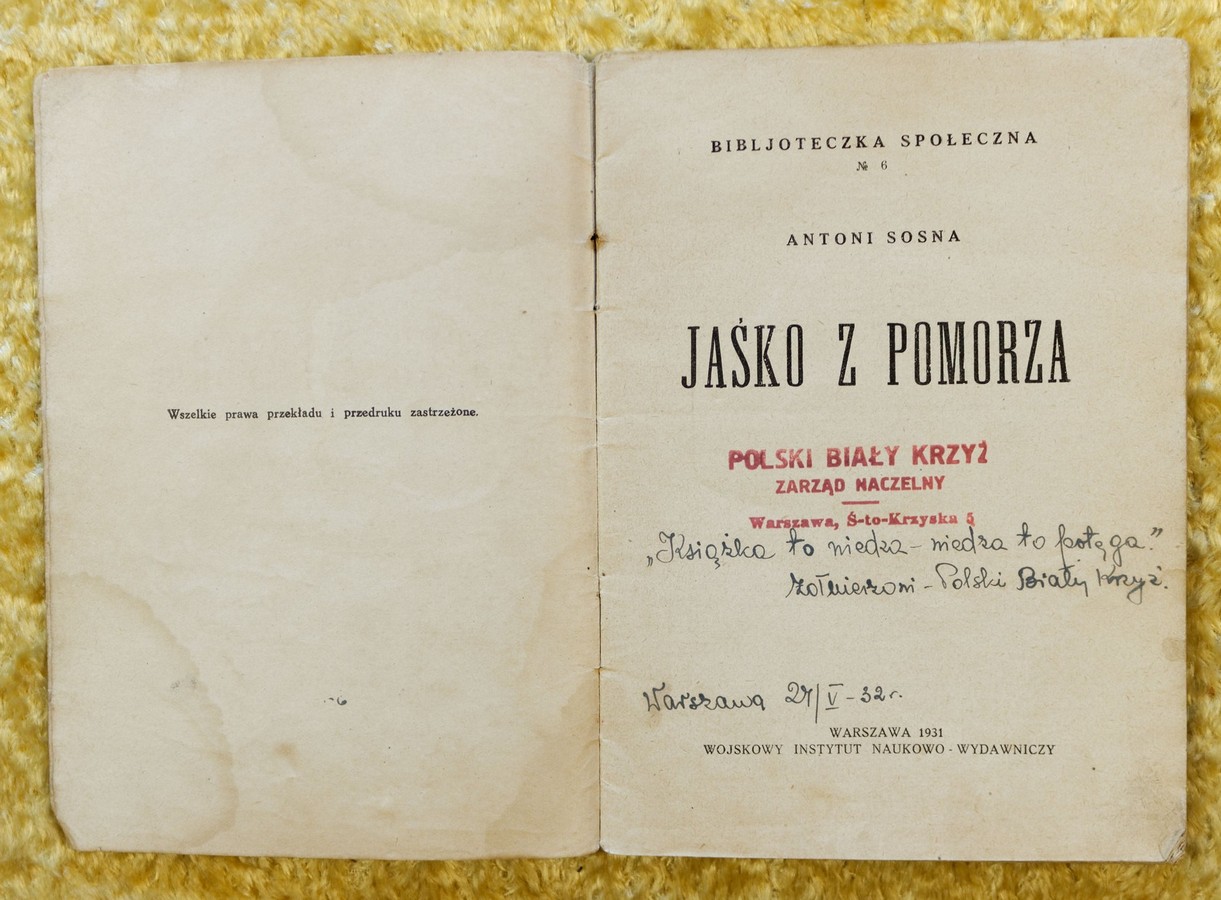 Wszelkie prawa przekładu i przedruku zastrzeżone.
BIBLJOTECZKA SPOŁECZNA
№ 6
ANTONI SOSNA
JAŚKO Z POMORZA
POLSKI BIAŁY KRZYŻ
ZARZĄD NACZELNY
Warszawa, Ś-to-Krzyska 5
„Książka to wiedza – wiedza to potęga."
żołnierzom – Polski Biały Krzyż.
Warszawa 27/V – 32 r.
WARSZAWA 1931
WOJSKOWY INSTYTUT NAUKOWO - WYDAWNICZY